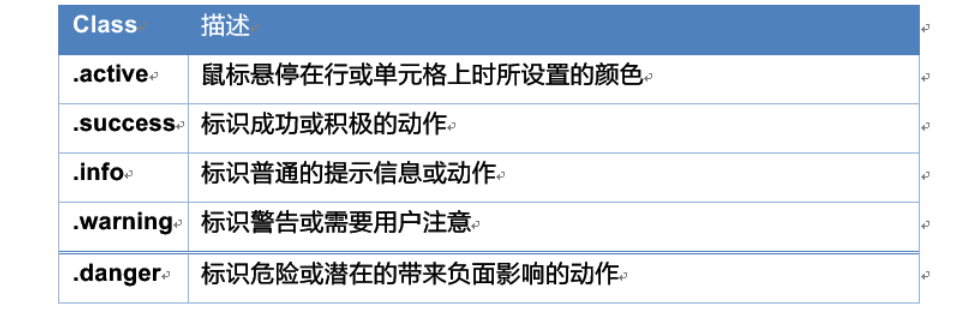 Class 描述
.active 鼠标悬停在行或单元格上时所设置的颜色
.success 标识成功或积极的动作
.info 标识普通的提示信息或动作
.warning 标识警告或需要用户注意
.danger 标识危险或潜在的带来负面影响的动作